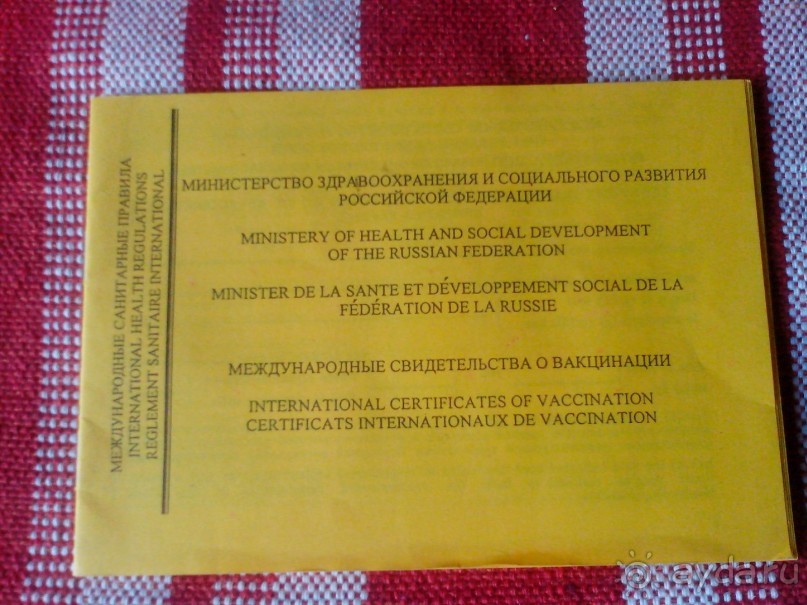 МЕЖДУНАРОДНЫЕ САНИТАРНЫЕ ПРАВИЛА
INTERNATIONAL HEALTH REGULATIONS
REGLEMENT SANITAIRE INTERNATIONAL
МИНИСТЕРСТВО ЗДРАВООХРАНЕНИЯ И СОЦИАЛЬНОГО РАЗВИТИЯ
РОССИЙСКОЙ ФЕДЕРАЦИИ
MINISTERY OF HEALTH AND SOCIAL DEVELOPMENT
OF THE RUSSIAN FEDERATION
MINISTER DE LA SANTE ET DÉVELOPPEMENT SOCIAL DE LA
FÉDÉRATION DE LA RUSSIE
МЕЖДУНАРОДНЫЕ СВИДЕТЕЛЬСТВА О ВАКЦИНАЦИИ
INTERNATIONAL CERTIFICATES OF VACCINATION
CERTIFICATS INTERNATIONAUX DE VACCINATION
ayda.ru